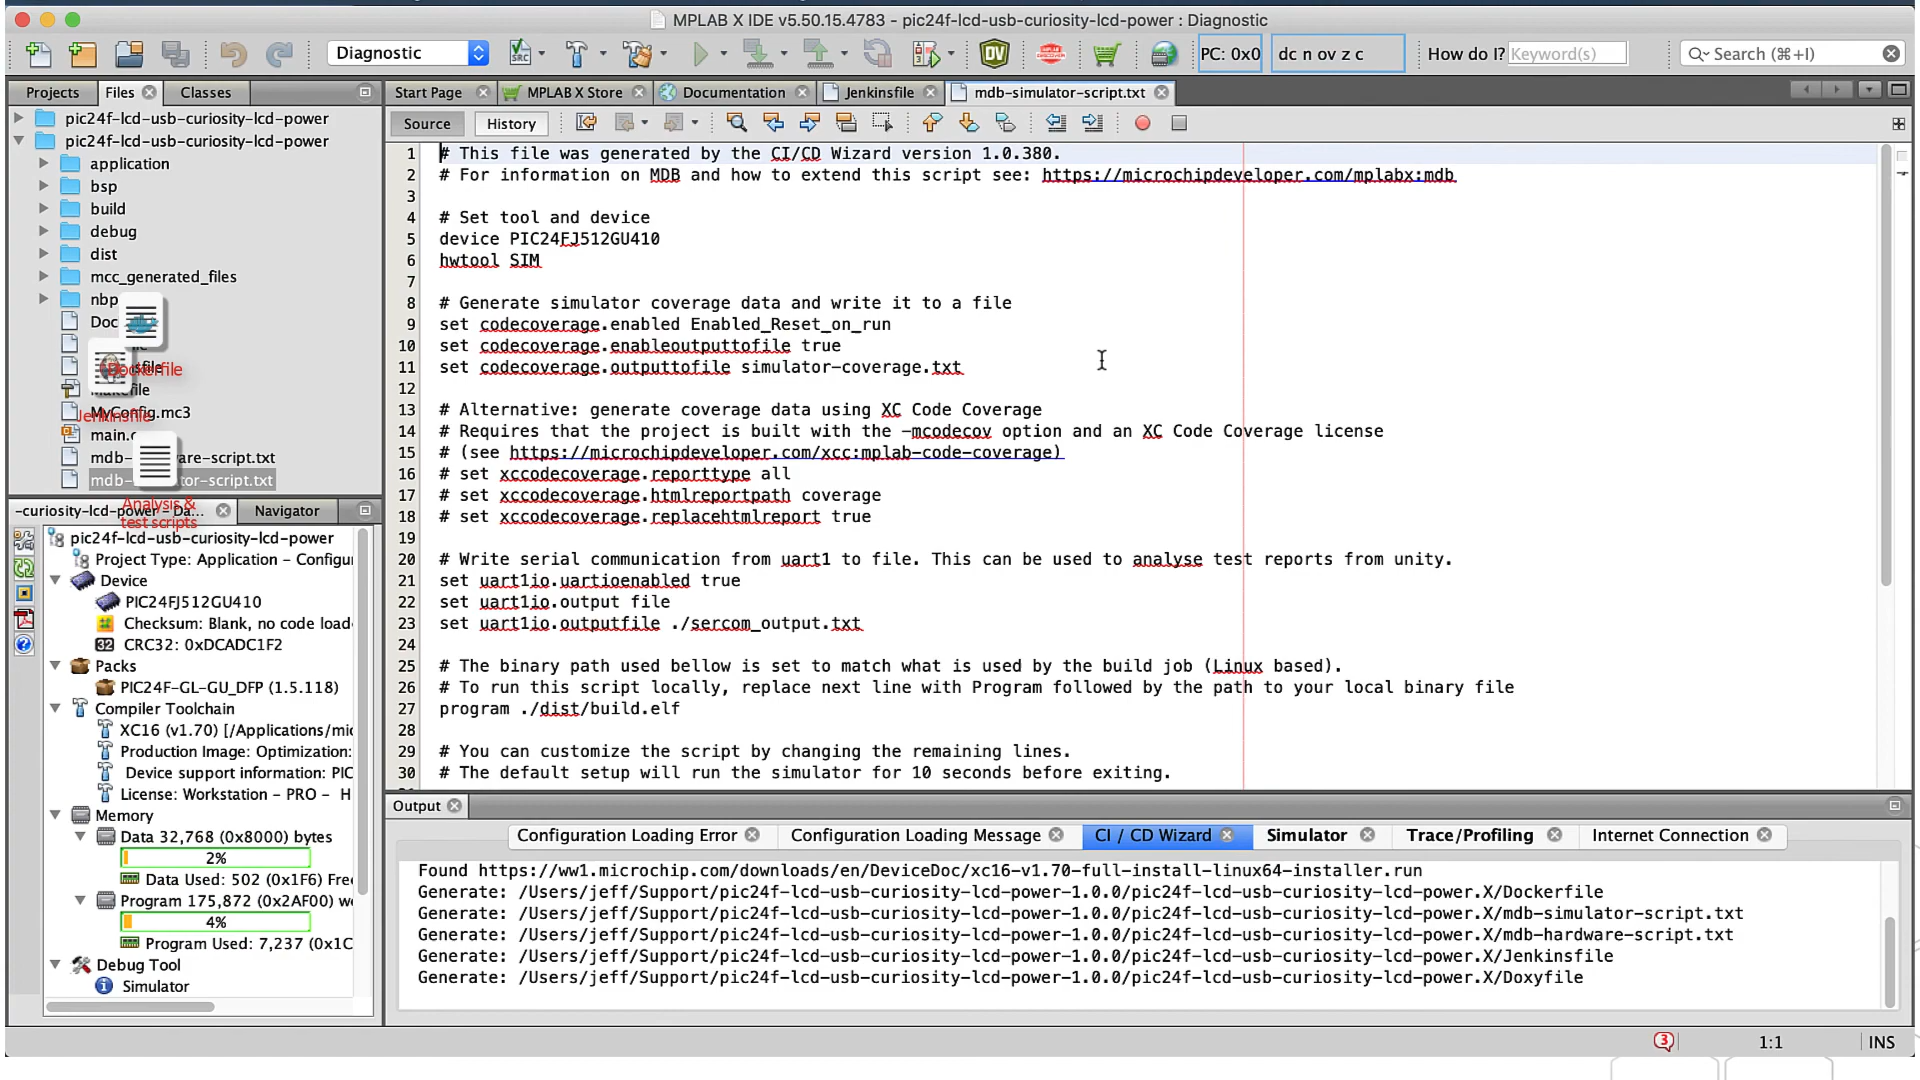 MPLAB X IDE v5.50.15.4783 - pic24f-lcd-usb-curiosity-lcd-power : Diagnostic
Diagnostic
PC: 0x0
dc n ov z c
How do I? Keyword(s)
Search (⌘+I)
Projects Files Classes
Start Page MPLAB X Store Documentation Jenkinsfile mdb-simulator-script.txt
Source History
pic24f-lcd-usb-curiosity-lcd-power
pic24f-lcd-usb-curiosity-lcd-power
application
bsp
build
debug
dist
mcc_generated_files
nbp
Doc
Dockerfile
Jenkinsfile
MyConfig.mc3
main.c
Analysis &
test scripts
1 # This file was generated by the CI/CD Wizard version 1.0.380.
2 # For information on MDB and how to extend this script see: https://microchipdeveloper.com/mplabx:mdb
3
4 # Set tool and device
5 device PIC24FJ512GU410
6 hwtool SIM
7
8 # Generate simulator coverage data and write it to a file
9 set codecoverage.enabled Enabled_Reset_on_run
10 set codecoverage.enableoutputtofile true
11 set codecoverage.outputtofile simulator-coverage.txt
12
13 # Alternative: generate coverage data using XC Code Coverage
14 # Requires that the project is built with the -mcodecov option and an XC Code Coverage license
15 # (see https://microchipdeveloper.com/xcc:mplab-code-coverage)
16 # set xccodecoverage.reporttype all
17 # set xccodecoverage.htmlreportpath coverage
18 # set xccodecoverage.replacehtmlreport true
19
20 # Write serial communication from uart1 to file. This can be used to analyse test reports from unity.
21 set uart1io.uartioenabled true
22 set uart1io.output file
23 set uart1io.outputfile ./sercom_output.txt
24
25 # The binary path used bellow is set to match what is used by the build job (Linux based).
26 # To run this script locally, replace next line with Program followed by the path to your local binary file
27 program ./dist/build.elf
28
29 # You can customize the script by changing the remaining lines.
30 # The default setup will run the simulator for 10 seconds before exiting.
-curiosity-lcd-power - Da... Navigator
pic24f-lcd-usb-curiosity-lcd-power
Project Type: Application - Configu
Device
PIC24FJ512GU410
Checksum: Blank, no code load
CRC32: 0xDCADC1F2
Packs
PIC24F-GL-GU_DFP (1.5.118)
Compiler Toolchain
XC16 (v1.70) [/Applications/mic
Production Image: Optimization:
Device support information: PIC
License: Workstation - PRO - H
Memory
Data 32,768 (0x8000) bytes
2%
Data Used: 502 (0x1F6) Fre
Program 175,872 (0x2AF00) wo
4%
Program Used: 7,237 (0x1C
Debug Tool
Simulator
Output
Configuration Loading Error Configuration Loading Message CI / CD Wizard Simulator Trace/Profiling Internet Connection
Found https://ww1.microchip.com/downloads/en/DeviceDoc/xc16-v1.70-full-install-linux64-installer.run
Generate: /Users/jeff/Support/pic24f-lcd-usb-curiosity-lcd-power-1.0.0/pic24f-lcd-usb-curiosity-lcd-power.X/Dockerfile
Generate: /Users/jeff/Support/pic24f-lcd-usb-curiosity-lcd-power-1.0.0/pic24f-lcd-usb-curiosity-lcd-power.X/mdb-simulator-script.txt
Generate: /Users/jeff/Support/pic24f-lcd-usb-curiosity-lcd-power-1.0.0/pic24f-lcd-usb-curiosity-lcd-power.X/mdb-hardware-script.txt
Generate: /Users/jeff/Support/pic24f-lcd-usb-curiosity-lcd-power-1.0.0/pic24f-lcd-usb-curiosity-lcd-power.X/Jenkinsfile
Generate: /Users/jeff/Support/pic24f-lcd-usb-curiosity-lcd-power-1.0.0/pic24f-lcd-usb-curiosity-lcd-power.X/Doxyfile
3 1:1 INS